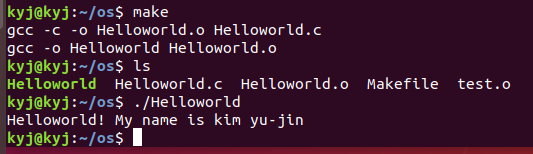 kyj@kyj:~/os$ make
gcc -c -o Helloworld.o Helloworld.c
gcc -o Helloworld Helloworld.o
kyj@kyj:~/os$ ls
Helloworld  Helloworld.c  Helloworld.o  Makefile  test.o
kyj@kyj:~/os$ ./Helloworld
Helloworld! My name is kim yu-jin
kyj@kyj:~/os$